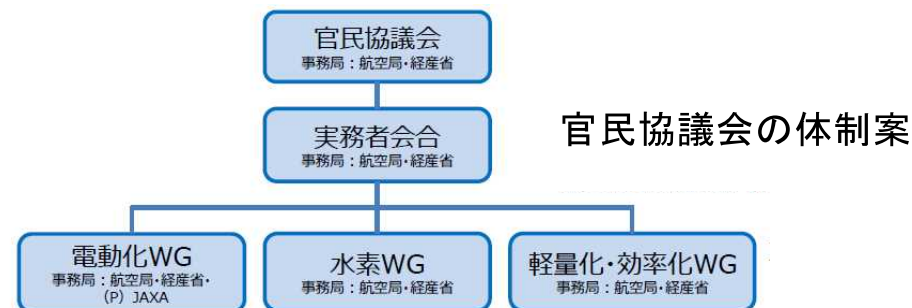 官民協議会
事務局：航空局・経産省
実務者会合
事務局：航空局・経産省
官民協議会の体制案
電動化WG
事務局：航空局・経産省・
（P）JAXA
水素WG
事務局：航空局・経産省
軽量化・効率化WG
事務局：航空局・経産省